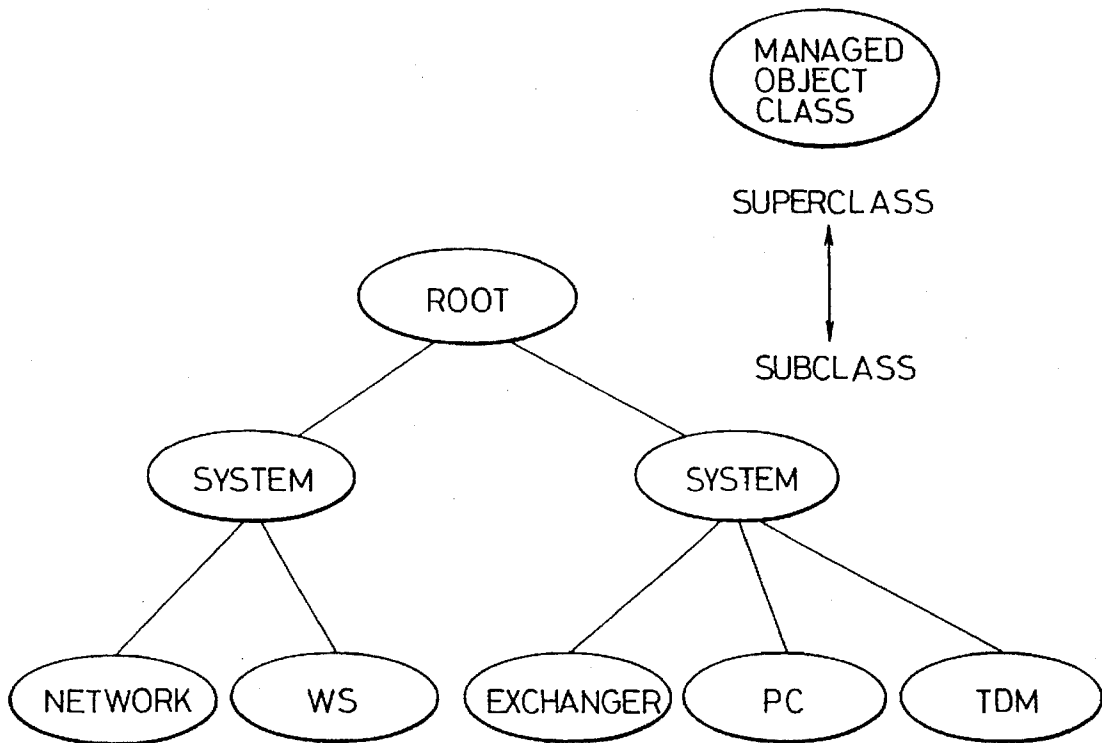 MANAGED
OBJECT
CLASS
SUPERCLASS
ROOT
SUBCLASS
SYSTEM
SYSTEM
NETWORK
WS
EXCHANGER
PC
TDM